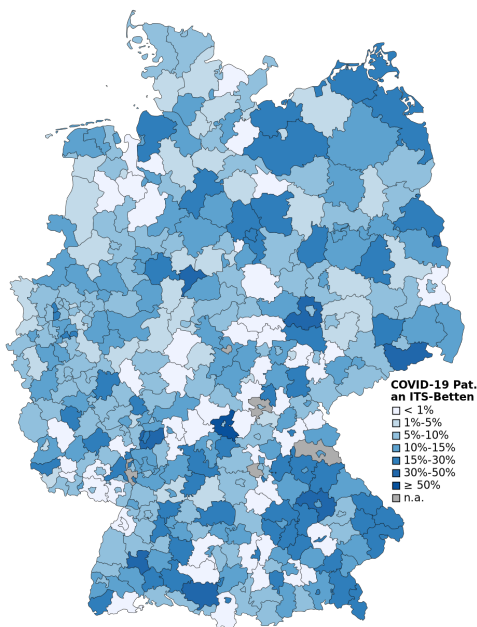 COVID-19 Pat.
an ITS-Betten
< 1%
1%-5%
5%-10%
10%-15%
15%-30%
30%-50%
≥ 50%
n.a.